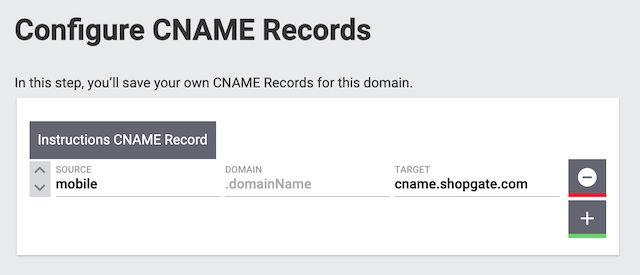 Configure CNAME Records
In this step, you'll save your own CNAME Records for this domain.
Instructions CNAME Record
SOURCE DOMAIN TARGET
mobile .domainName cname.shopgate.com